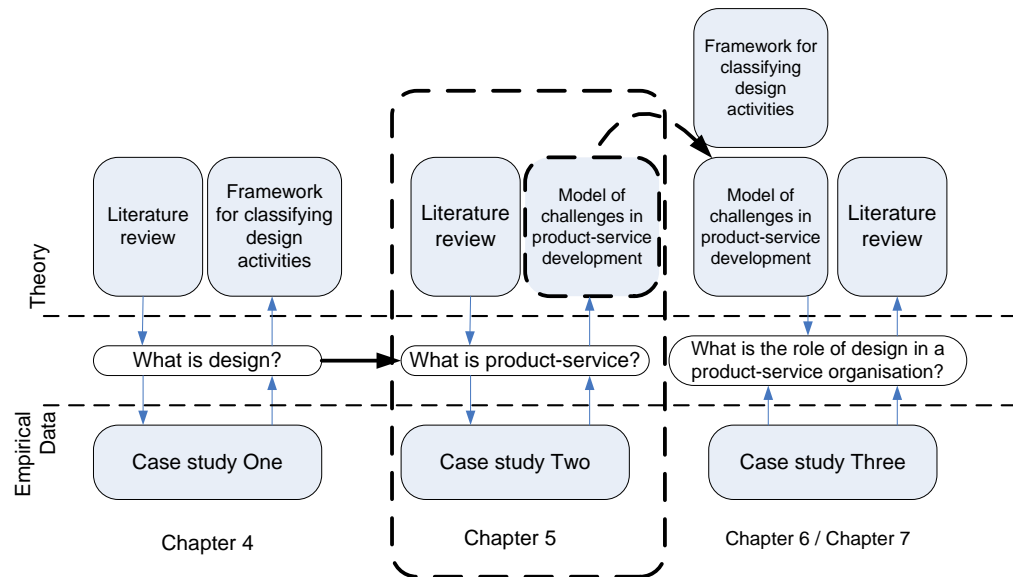 Framework for
classifying
design
activities
Literature
review
Framework
for classifying
design
activities
Literature
review
Model of
challenges in
product-service
development
Model of
challenges in
product-service
development
Literature
review
Theory
What is design?
What is product-service?
What is the role of design in a
product-service organisation?
Empirical
Data
Case study One
Case study Two
Case study Three
Chapter 4
Chapter 5
Chapter 6 / Chapter 7